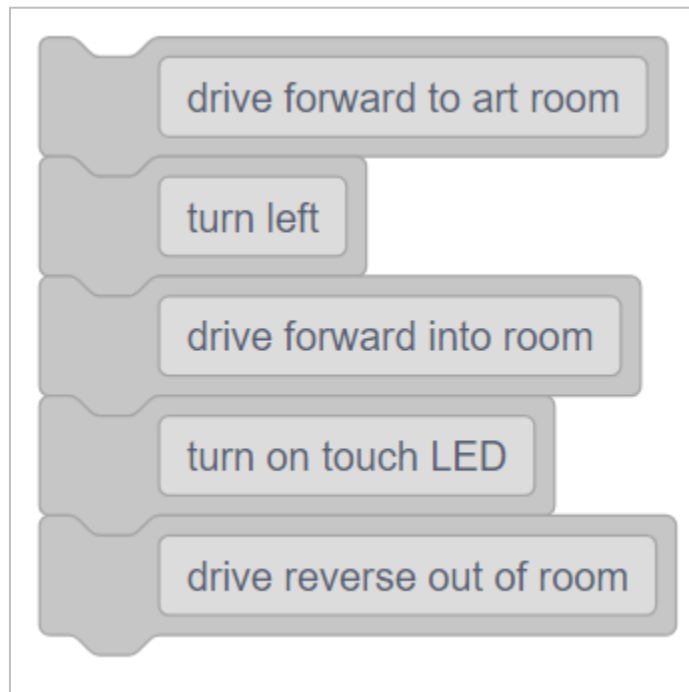 drive forward to art room
turn left
drive forward into room
turn on touch LED
drive reverse out of room